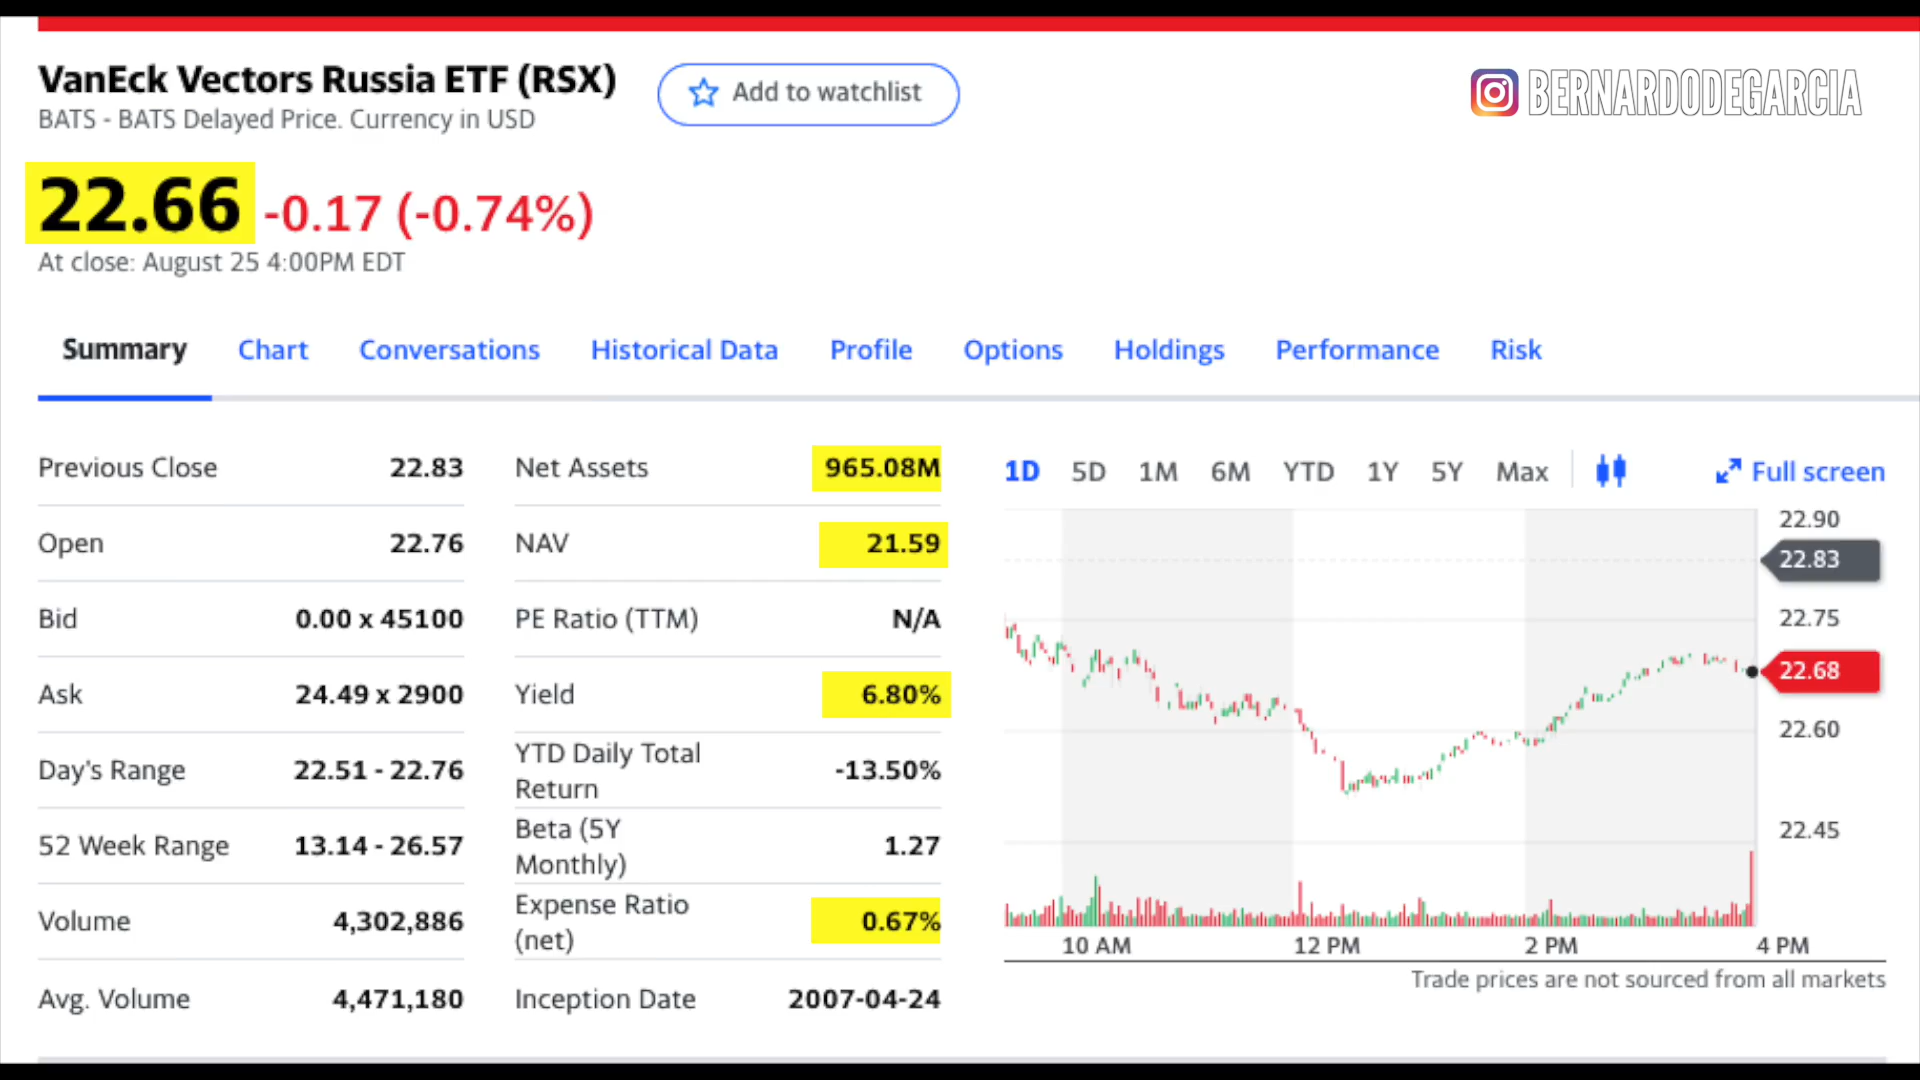 VanEck Vectors Russia ETF (RSX)
Add to watchlist
BERNARDODEGARCIA
BATS - BATS Delayed Price. Currency in USD
22.66 -0.17 (-0.74%)
At close: August 25 4:00PM EDT
Summary Chart Conversations Historical Data Profile Options Holdings Performance Risk
Previous Close 22.83
Open 22.76
Bid 0.00 x 45100
Ask 24.49 x 2900
Day's Range 22.51 - 22.76
52 Week Range 13.14 - 26.57
Volume 4,302,886
Avg. Volume 4,471,180
Net Assets 965.08M
NAV 21.59
PE Ratio (TTM) N/A
Yield 6.80%
YTD Daily Total
Return -13.50%
Beta (5Y
Monthly) 1.27
Expense Ratio
(net) 0.67%
Inception Date 2007-04-24
1D 5D 1M 6M YTD 1Y 5Y Max Full screen
22.90
22.83
22.75
22.68
22.60
22.45
10 AM 12 PM 2 PM 4 PM
Trade prices are not sourced from all markets